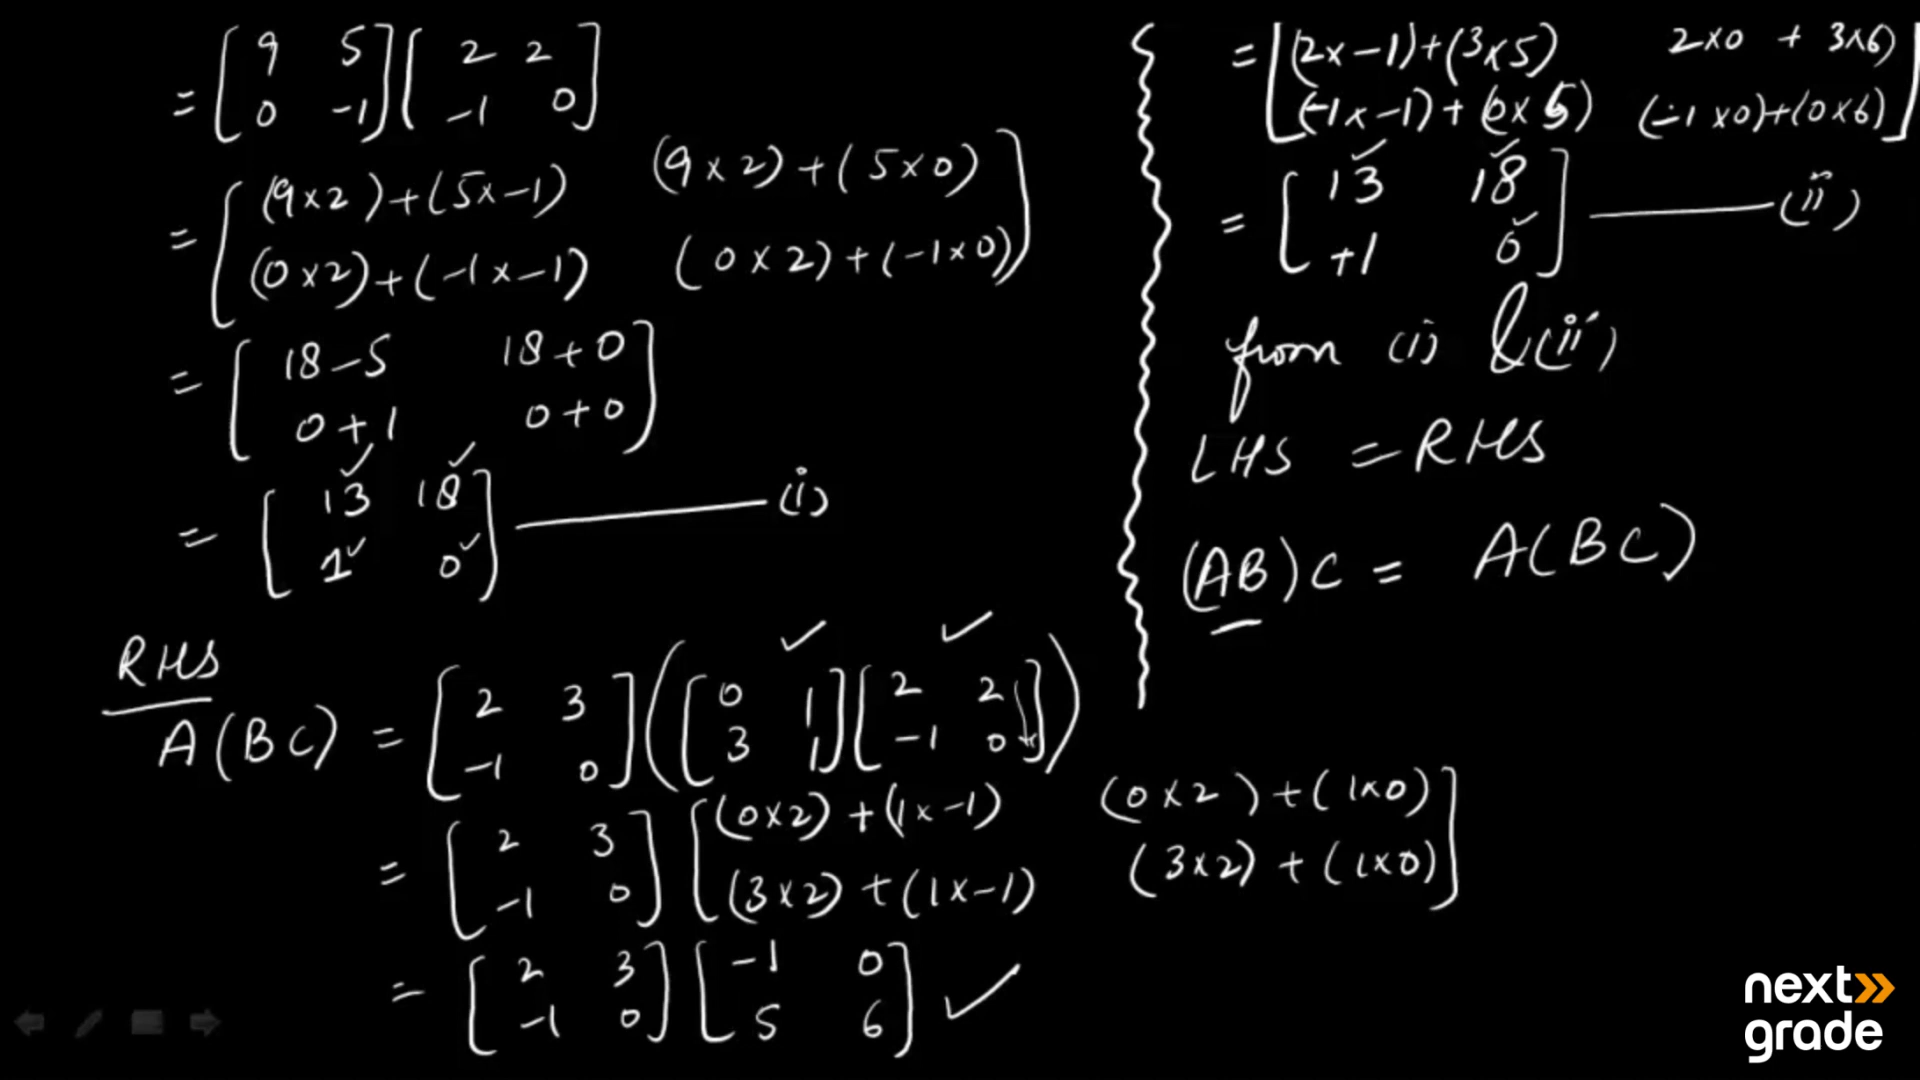 = [ 9 5 ] [ 2 2 ]
[ 0 -1 ] [ -1 0 ]
= [ (9×2)+(5×-1) (9×2)+(5×0) ]
[ (0×2)+(-1×-1) (0×2)+(-1×0) ]
= [ 18-5 18+0 ]
[ 0+1 0+0 ]
= [ 13 18 ] (i)
[ 1 0 ]
RHS
A(BC) = [ 2 3 ] ( [ 0 1 ] [ 2 2 ] )
[ -1 0 ] [ 3 1 ] [ -1 0 ]
= [ 2 3 ] [ (0×2)+(1×-1) (0×2)+(1×0) ]
[ -1 0 ] [ (3×2)+(1×-1) (3×2)+(1×0) ]
= [ 2 3 ] [ -1 0 ] ✓
[ -1 0 ] [ 5 6 ]
= [ (2×-1)+(3×5) 2×0 + 3×6) ]
[ (-1×-1)+(0×5) (-1×0)+(0×6) ]
= [ 13 18 ] (ii)
[ +1 0 ]
from (i) & (ii)
LHS = RHS
(AB)C = A(BC)
next
grade